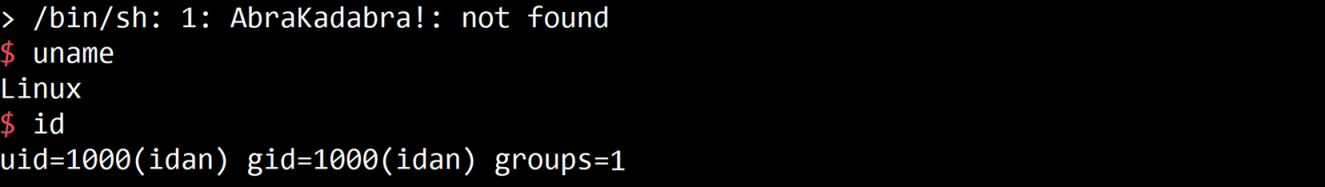 > /bin/sh: 1: AbraKadabra!: not found
$ uname
Linux
$ id
uid=1000(idan) gid=1000(idan) groups=1